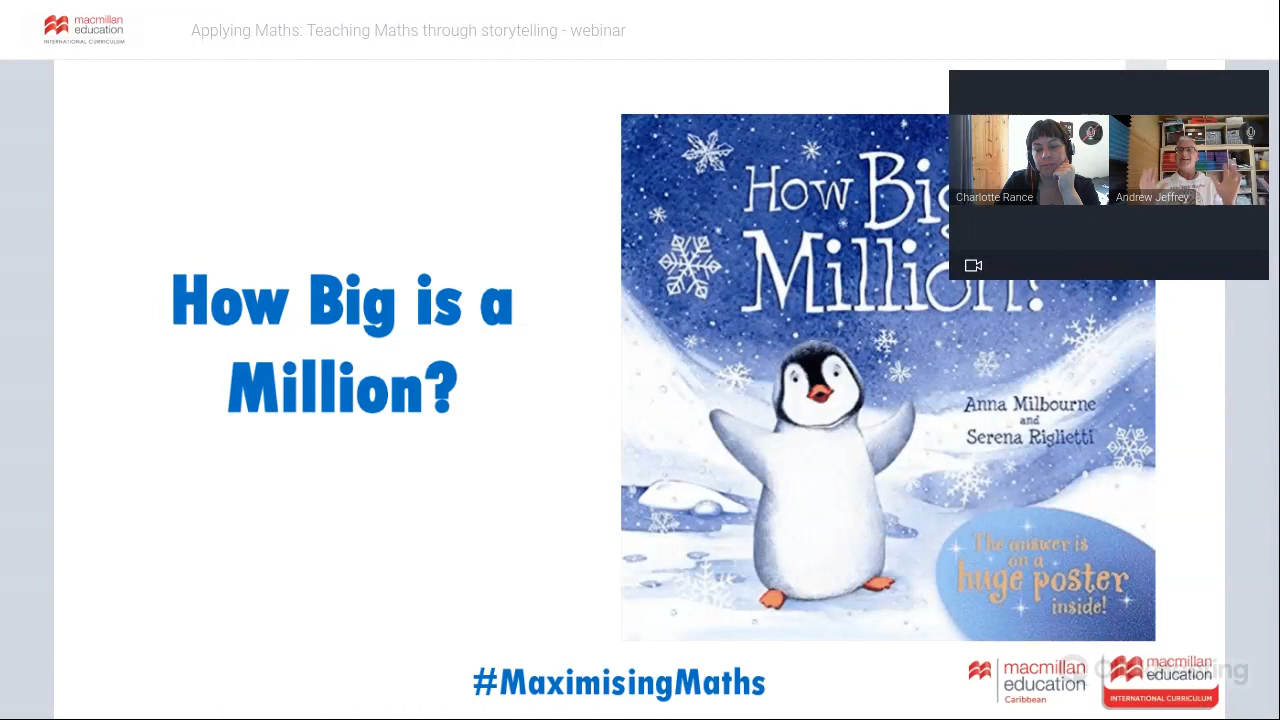 macmillan
education
INTERNATIONAL CURRICULUM
Applying Maths: Teaching Maths through storytelling - webinar
Charlotte Rance
Andrew Jeffrey
How Big is a
Million?
How Big
Million?
Anna Milbourne
and
Serena Riglietti
The answer is
on a
huge poster
inside!
#MaximisingMaths
macmillan
education
Caribbean
macmillan
education
INTERNATIONAL CURRICULUM